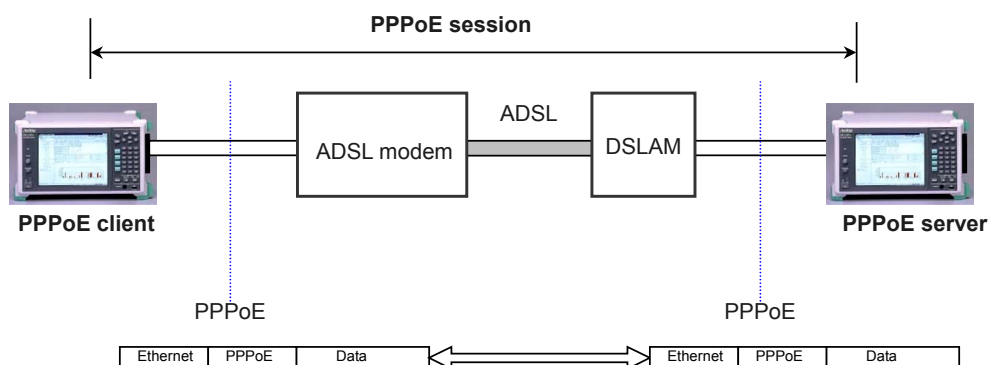 PPPoE session
ADSL
ADSL modem
DSLAM
PPPoE client
PPPoE server
PPPoE
PPPoE
Ethernet PPPoE Data
Ethernet PPPoE Data